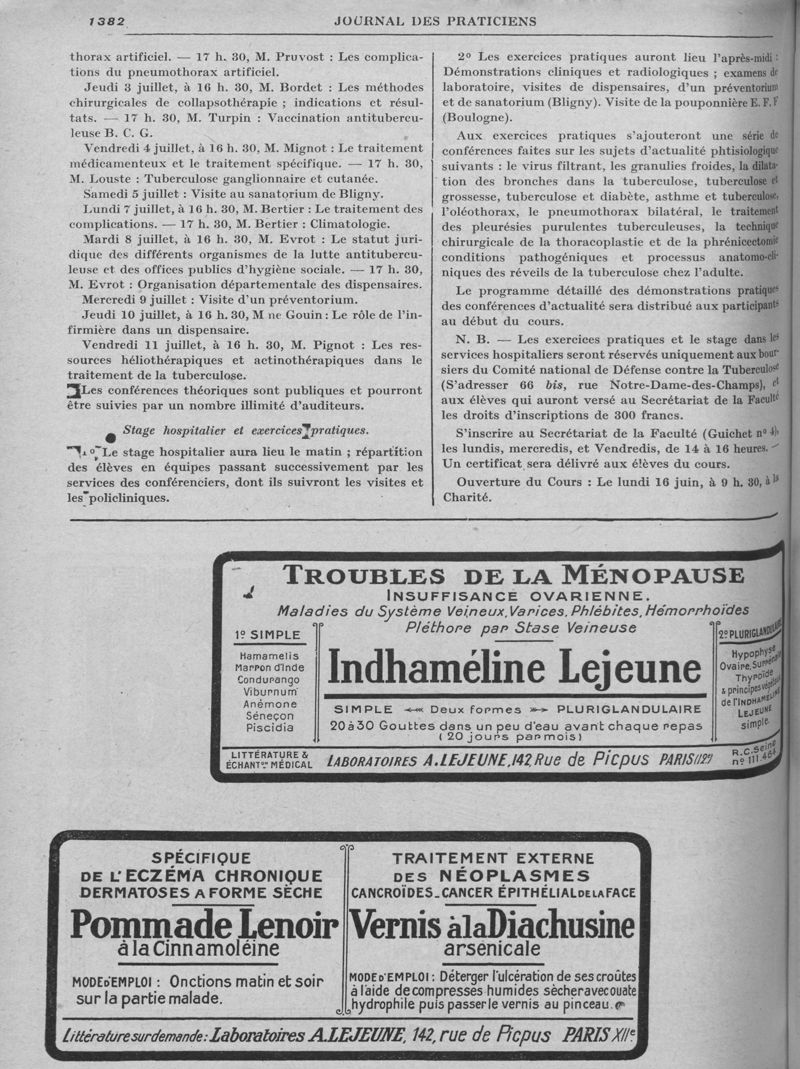 1382
JOURNAL DES PRATICIENS
thorax artificiel. — 17 h. 30, M. Pruvost : Les complica-
tions du pneumothorax artificiel.
Jeudi 3 juillet, à 16 h. 30, M. Bordet : Les méthodes
chirurgicales de collapsothérapie ; indications et résul-
tats. — 17 h. 30, M. Turpin : Vaccination antitubercu-
leuse B. C. G.
Vendredi 4 juillet, à 16 h. 30, M. Mignot : Le traitement
médicamenteux et le traitement spécifique. — 17 h. 30,
M. Louste : Tuberculose ganglionnaire et cutanée.
Samedi 5 juillet : Visite au sanatorium de Bligny.
Lundi 7 juillet, à 16 h. 30, M. Bertier : Le traitement des
complications. — 17 h. 30, M. Bertier : Climatologie.
Mardi 8 juillet, à 16 h. 30, M. Evrot : Le statut juri-
dique des différents organismes de la lutte antitubercu-
leuse et des offices publics d'hygiène sociale. — 17 h. 30,
M. Evrot : Organisation départementale des dispensaires.
Mercredi 9 juillet : Visite d'un préventorium.
Jeudi 10 juillet, à 16 h. 30, M ne Gouin : Le rôle de l'in-
firmière dans un dispensaire.
Vendredi 11 juillet, à 16 h. 30, M. Pignot : Les res-
sources héliothérapiques et actinothérapiques dans le
traitement de la tuberculose.
Les conférences théoriques sont publiques et pourront
être suivies par un nombre illimité d'auditeurs.
Stage hospitalier et exercices pratiques.
1o Le stage hospitalier aura lieu le matin ; répartition
des élèves en équipes passant successivement par les
services des conférenciers, dont ils suivront les visites et
les policliniques.
2o Les exercices pratiques auront lieu l'après-midi :
Démonstrations cliniques et radiologiques ; examens de
laboratoire, visites de dispensaires, d'un préventorium
et de sanatorium (Bligny). Visite de la pouponnière E. F. F
(Boulogne).
Aux exercices pratiques s'ajouteront une série de
conférences faites sur les sujets d'actualité phtisiologique
suivants : le virus filtrant, les granulies froides, la dilata-
tion des bronches dans la tuberculose, tuberculose et
grossesse, tuberculose et diabète, asthme et tuberculose,
l'oléothorax, le pneumothorax bilatéral, le traitement
des pleurésies purulentes tuberculeuses, la technique
chirurgicale de la thoracoplastie et de la phrénicectomie
conditions pathogéniques et processus anatomo-cli-
niques des réveils de la tuberculose chez l'adulte.
Le programme détaillé des démonstrations pratiques
des conférences d'actualité sera distribué aux participants
au début du cours.
N. B. — Les exercices pratiques et le stage dans les
services hospitaliers seront réservés uniquement aux bour-
siers du Comité national de Défense contre la Tuberculose
(S'adresser 66 bis, rue Notre-Dame-des-Champs), et
aux élèves qui auront versé au Secrétariat de la Faculté
les droits d'inscriptions de 300 francs.
S'inscrire au Secrétariat de la Faculté (Guichet no 4),
les lundis, mercredis, et Vendredis, de 14 à 16 heures. —
Un certificat sera délivré aux élèves du cours.
Ouverture du Cours : Le lundi 16 juin, à 9 h. 30, à la
Charité.
TROUBLES DE LA MÉNOPAUSE
INSUFFISANCE OVARIENNE.
Maladies du Système Veineux, Varices, Phlébites, Hémorrhoïdes
Pléthore par Stase Veineuse
1º SIMPLE
Hamamelis
Marron d'Inde
Condurango
Viburnum
Anémone
Séneçon
Piscidia
Indhaméline Lejeune
SIMPLE Deux formes PLURIGLANDULAIRE
20 à 30 Gouttes dans un peu d'eau avant chaque repas
(20 jours par mois)
2º PLURIGLANDULAIRE
Hypophyse
Ovaire, Surrénale
Thyroïde
& principes végétaux
de l'INDHAMÉLINE
LEJEUNE
simple.
LITTÉRATURE &
ÉCHANTons MÉDICAL
LABORATOIRES A. LEJEUNE, 142, Rue de Picpus PARIS (12e)
R.C. Seine
nº 111.464
SPÉCIFIQUE
DE L'ECZÉMA CHRONIQUE
DERMATOSES A FORME SÈCHE
Pommade Lenoir
à la Cinnamoléine
MODE D'EMPLOI : Onctions matin et soir
sur la partie malade.
TRAITEMENT EXTERNE
DES NÉOPLASMES
CANCROÏDES_CANCER ÉPITHÉLIAL DE LA FACE
Vernis à la Diachusine
arsenicale
MODE D'EMPLOI : Déterger l'ulcération de ses croûtes
à l'aide de compresses humides sécher avec ouate
hydrophile puis passer le vernis au pinceau.
Littérature sur demande : Laboratoires A. LEJEUNE, 142, rue de Picpus PARIS XIIe.